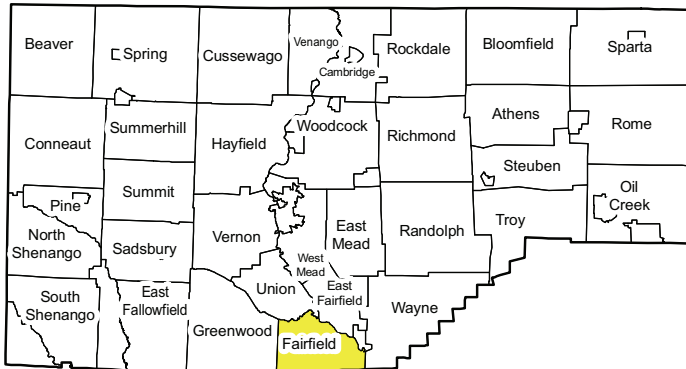 Beaver
Spring
Cussewago
Venango
Cambridge
Rockdale
Bloomfield
Sparta
Conneaut
Summerhill
Hayfield
Woodcock
Richmond
Athens
Rome
Steuben
Pine
Summit
Oil
Creek
North
Shenango
Sadsbury
Vernon
East
Mead
Randolph
Troy
West
Mead
South
Shenango
East
Fallowfield
Union
East
Fairfield
Wayne
Greenwood
Fairfield